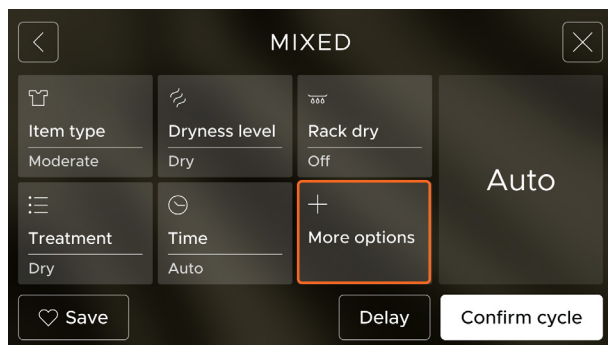 MIXED
Item type
Moderate
Dryness level
Dry
Rack dry
Off
Auto
Treatment
Dry
Time
Auto
More options
Save
Delay
Confirm cycle